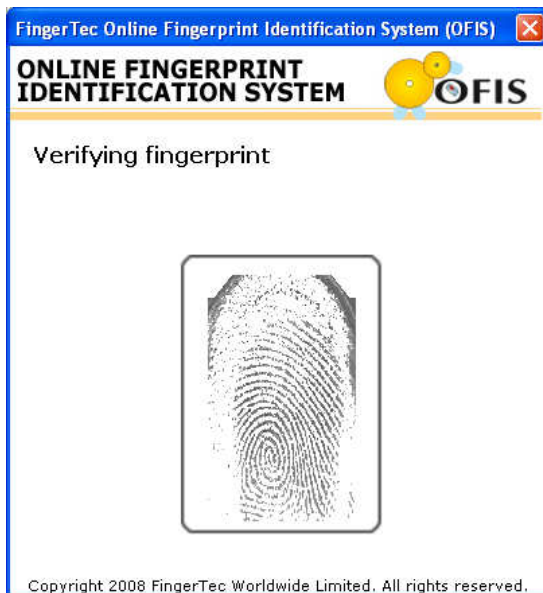 FingerTec Online Fingerprint Identification System (OFIS)
ONLINE FINGERPRINT
IDENTIFICATION SYSTEM
OFIS
Verifying fingerprint
Copyright 2008 FingerTec Worldwide Limited. All rights reserved.